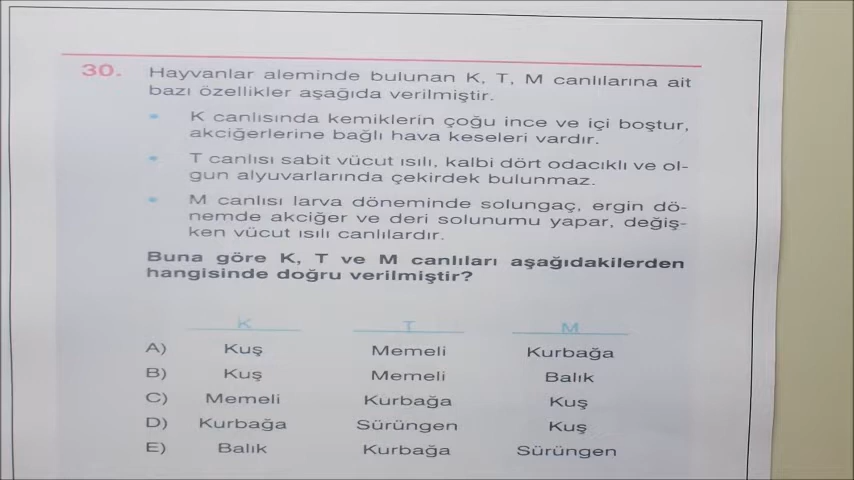 30. Hayvanlar aleminde bulunan K, T, M canlılarına ait
bazı özellikler aşağıda verilmiştir.
• K canlısında kemiklerin çoğu ince ve içi boştur,
akciğerlerine bağlı hava keseleri vardır.
• T canlısı sabit vücut ısılı, kalbi dört odacıklı ve ol-
gun alyuvarlarında çekirdek bulunmaz.
• M canlısı larva döneminde solungaç, ergin dö-
nemde akciğer ve deri solunumu yapar, değiş-
ken vücut ısılı canlılardır.
Buna göre K, T ve M canlıları aşağıdakilerden
hangisinde doğru verilmiştir?
K T M
A) Kuş Memeli Kurbağa
B) Kuş Memeli Balık
C) Memeli Kurbağa Kuş
D) Kurbağa Sürüngen Kuş
E) Balık Kurbağa Sürüngen